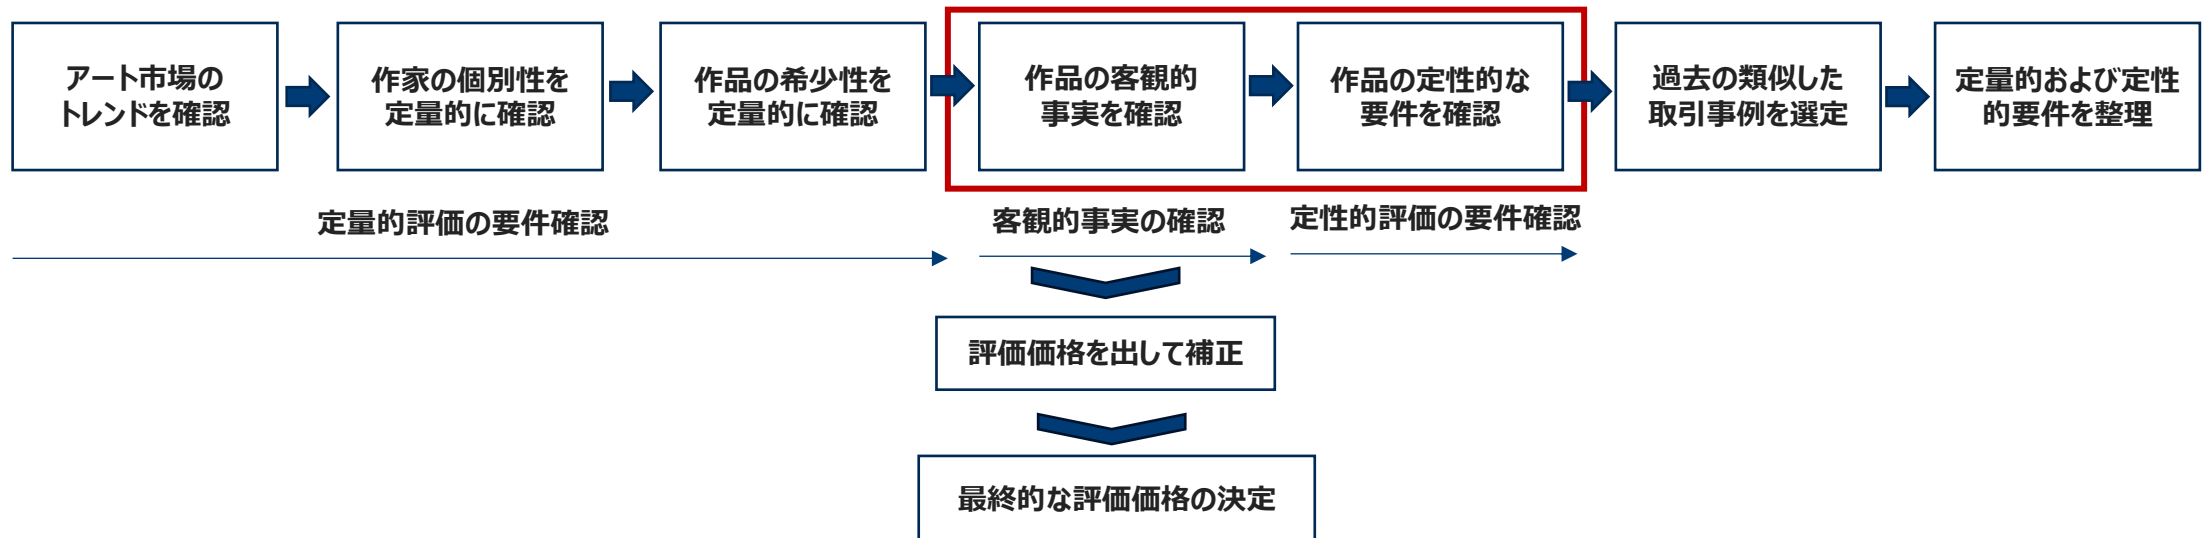 アート市場の
トレンドを確認
作家の個別性を
定量的に確認
作品の希少性を
定量的に確認
作品の客観的
事実を確認
作品の定性的な
要件を確認
過去の類似した
取引事例を選定
定量的および定性
的要件を整理
定量的評価の要件確認
客観的事実の確認
定性的評価の要件確認
評価価格を出して補正
最終的な評価価格の決定